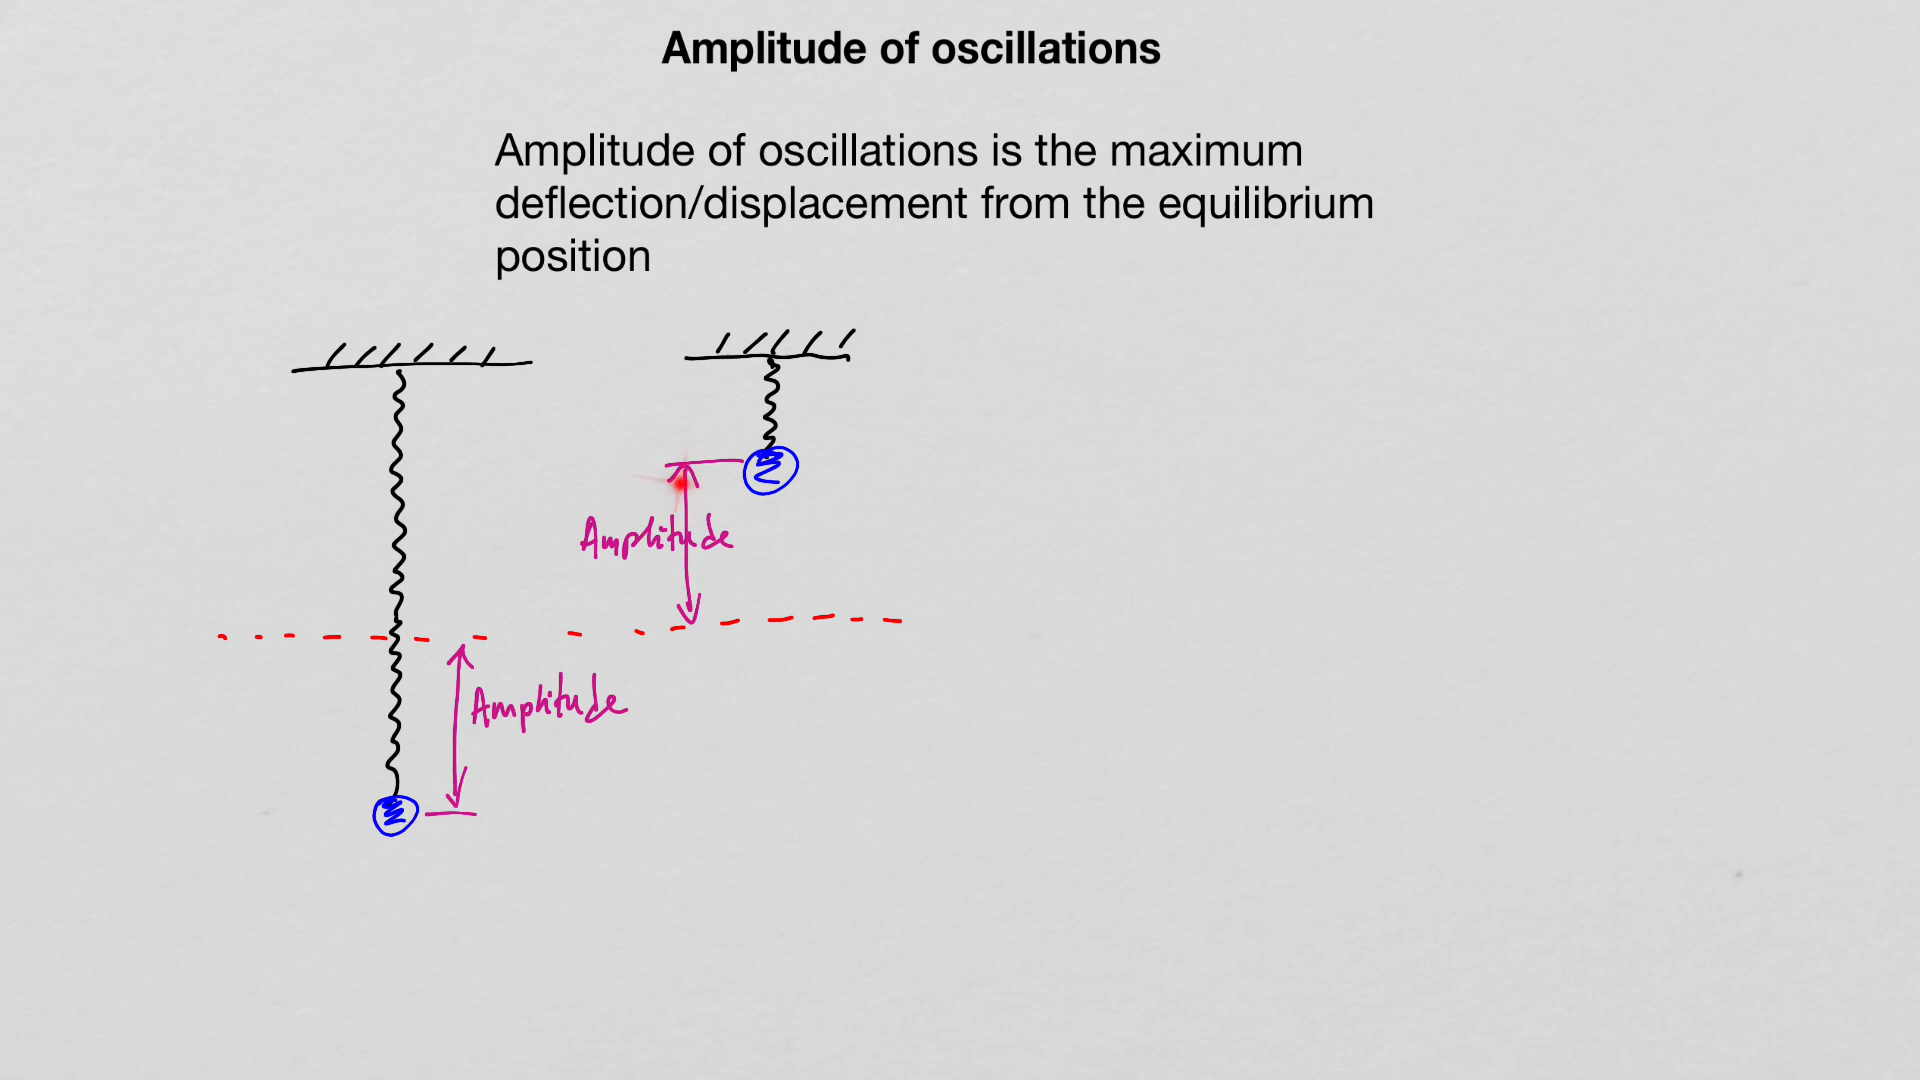 Amplitude of oscillations
Amplitude of oscillations is the maximum
deflection/displacement from the equilibrium
position
Amplitude
Amplitude